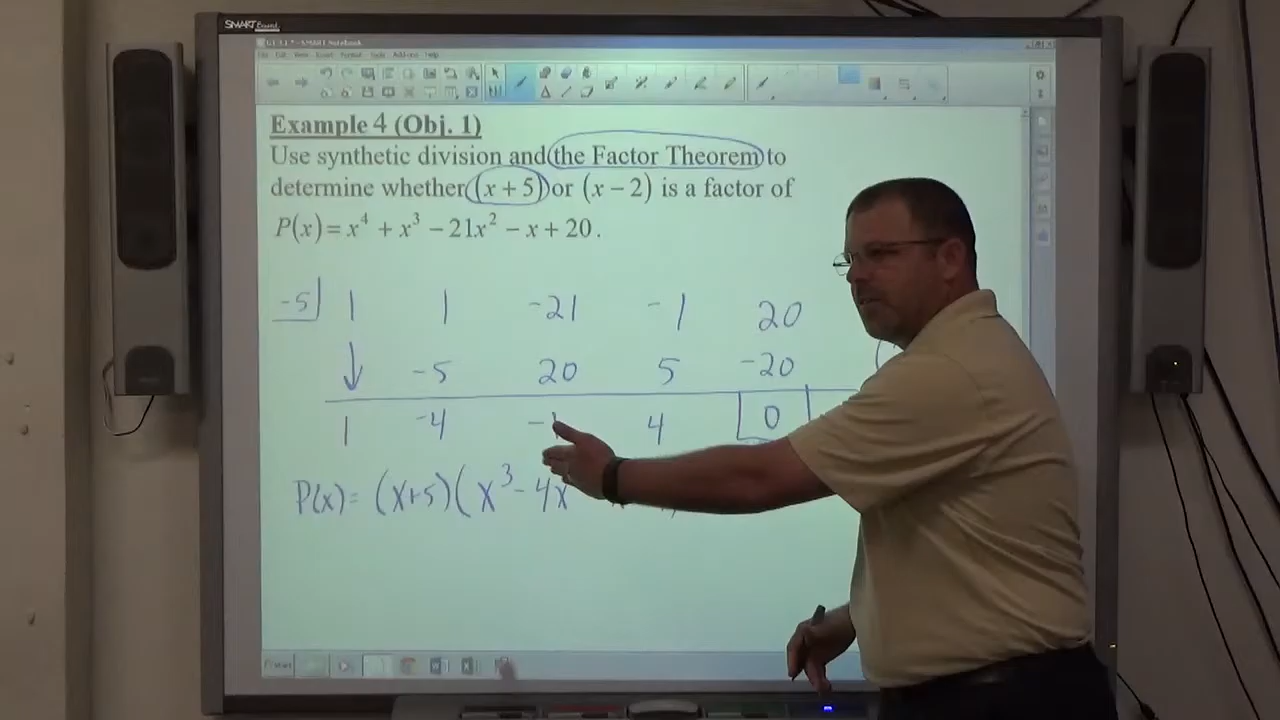 SMART Board
Example 4 (Obj. 1)
Use synthetic division and the Factor Theorem to
determine whether (x + 5) or (x − 2) is a factor of
P(x) = x⁴ + x³ − 21x² − x + 20.
-5 1 1 -21 -1 20
-5 20 5 -20
1 -4 4 0
P(x) = (x+5)(x³ - 4x